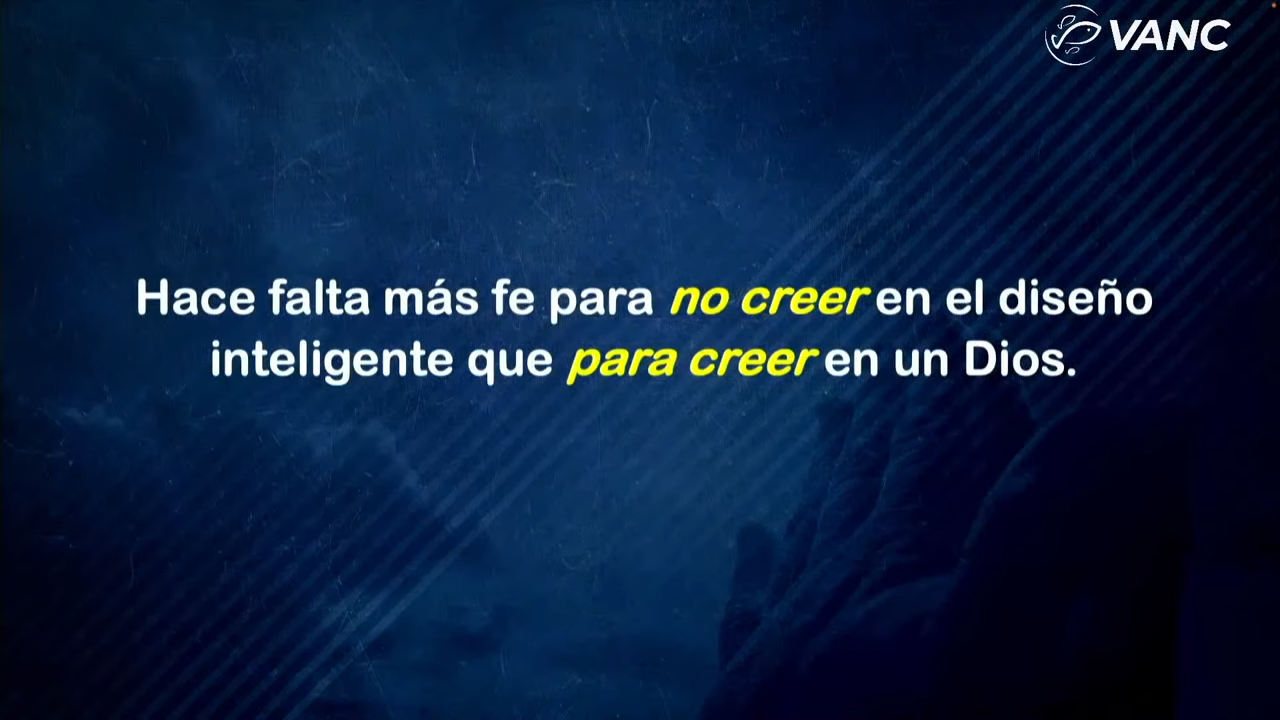 VANC
Hace falta más fe para no creer en el diseño
inteligente que para creer en un Dios.